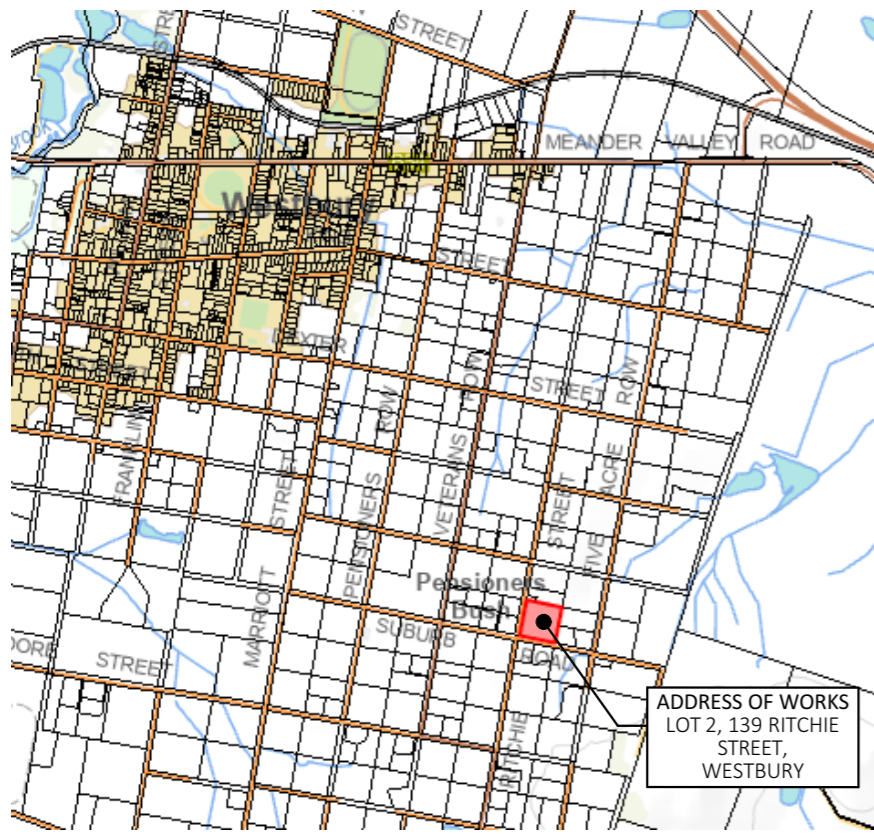 STREET
MEANDER VALLEY ROAD
Westbury
STREET
DEXTER
STREET
ROW
ROW
ROW
FRANKLIN
STREET
PENSIONERS
VETERANS
STREET
ACRE
FIVE
Pensioners
Bush
MARRIOTT
SUBURB
ROAD
STREET
RITCHIE
ADDRESS OF WORKS
LOT 2, 139 RITCHIE
STREET,
WESTBURY